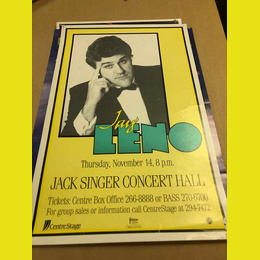 Jay
LENO
Thursday, November 14, 8 p.m.
JACK SINGER CONCERT HALL
Tickets: Centre Box Office 266-8888 or BASS 270-6700
For group sales or information call CentreStage at 294-7472
CentreStage